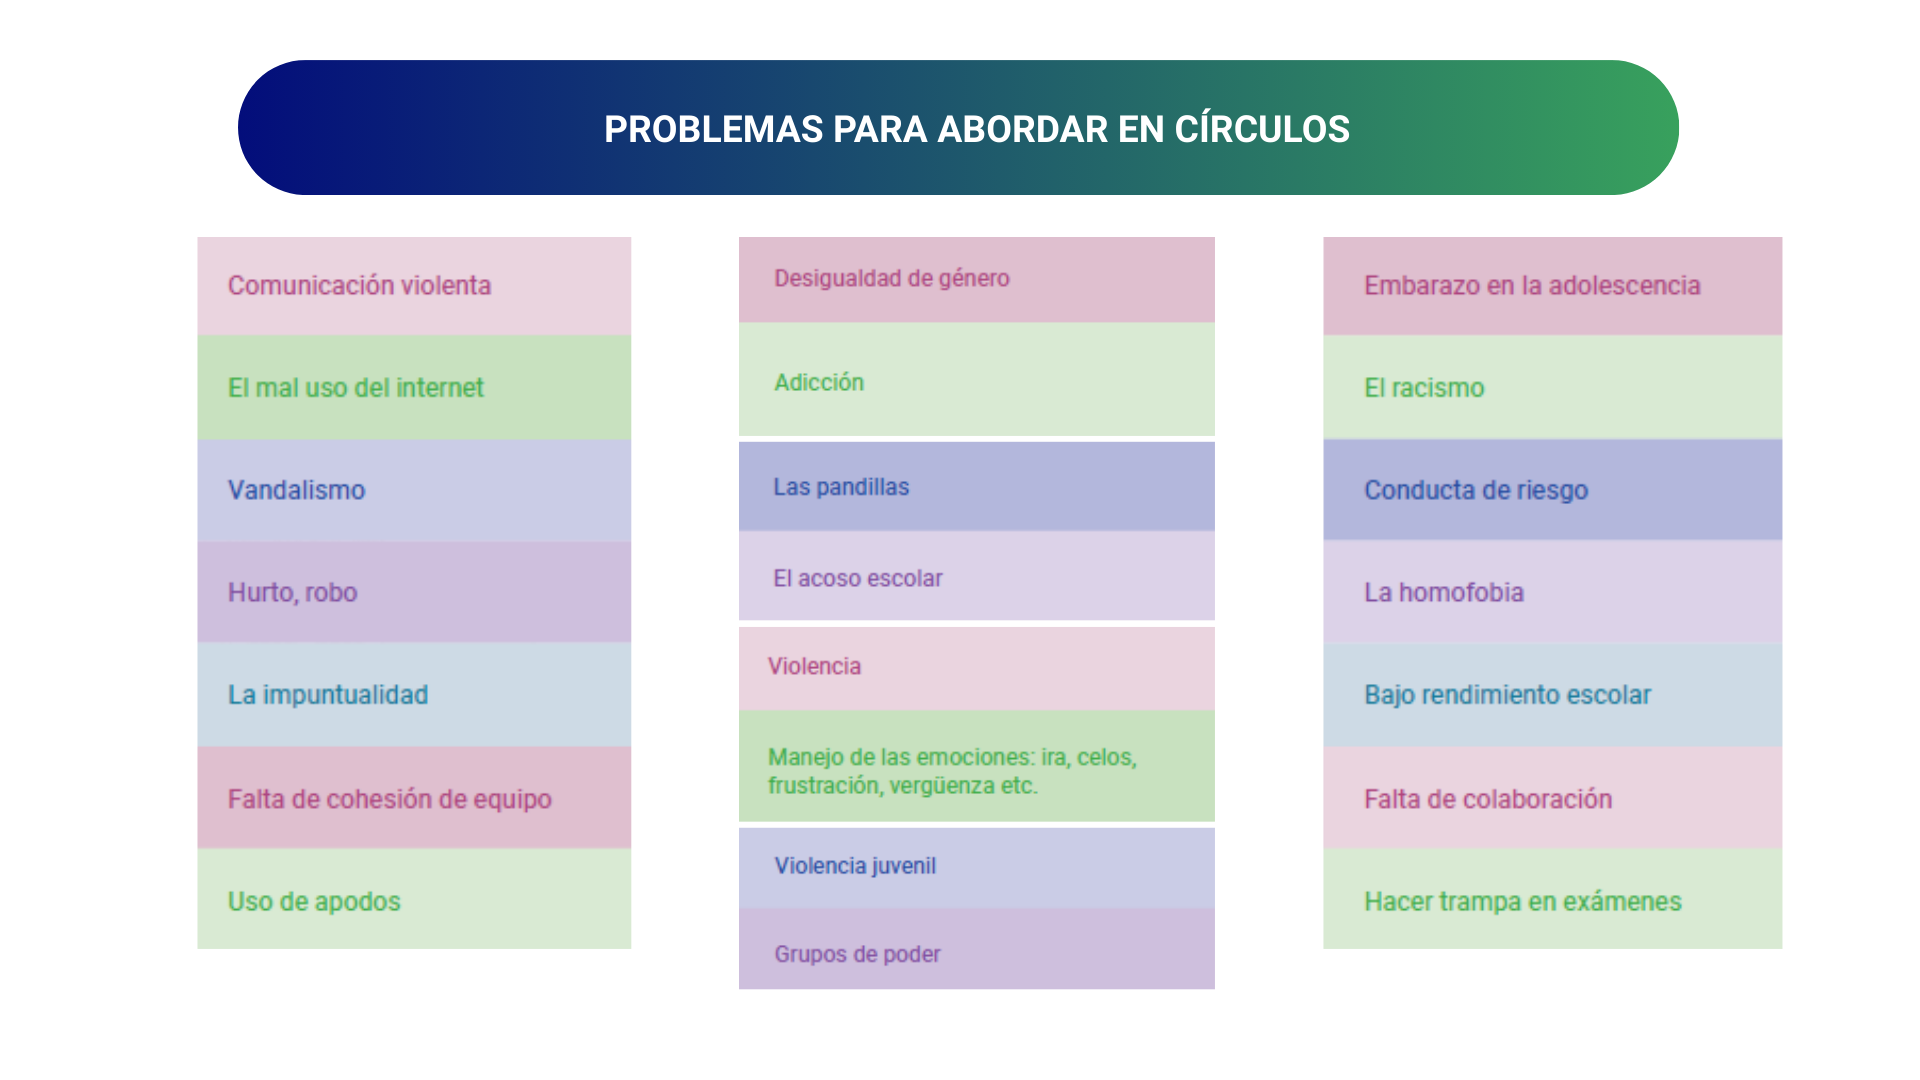 PROBLEMAS PARA ABORDAR EN CÍRCULOS
Comunicación violenta
El mal uso del internet
Vandalismo
Hurto, robo
La impuntualidad
Falta de cohesión de equipo
Uso de apodos
Desigualdad de género
Adicción
Las pandillas
El acoso escolar
Violencia
Manejo de las emociones: ira, celos,
frustración, vergüenza etc.
Violencia juvenil
Grupos de poder
Embarazo en la adolescencia
El racismo
Conducta de riesgo
La homofobia
Bajo rendimiento escolar
Falta de colaboración
Hacer trampa en exámenes